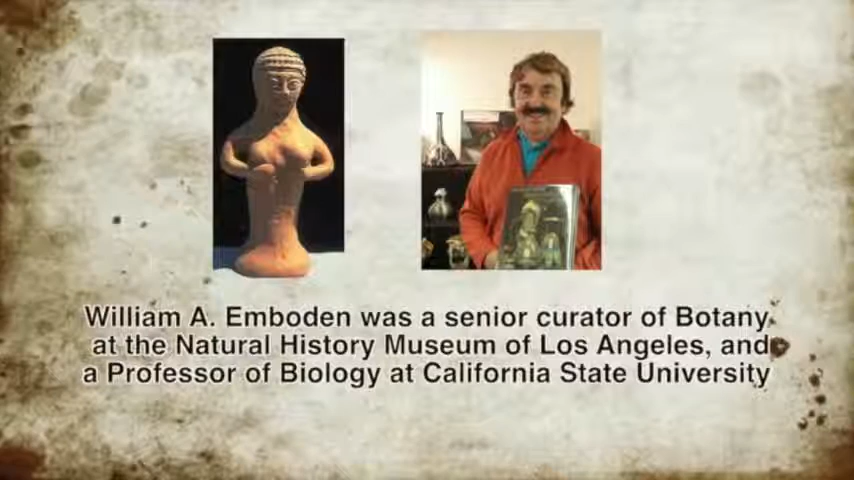 William A. Emboden was a senior curator of Botany
at the Natural History Museum of Los Angeles, and
a Professor of Biology at California State University